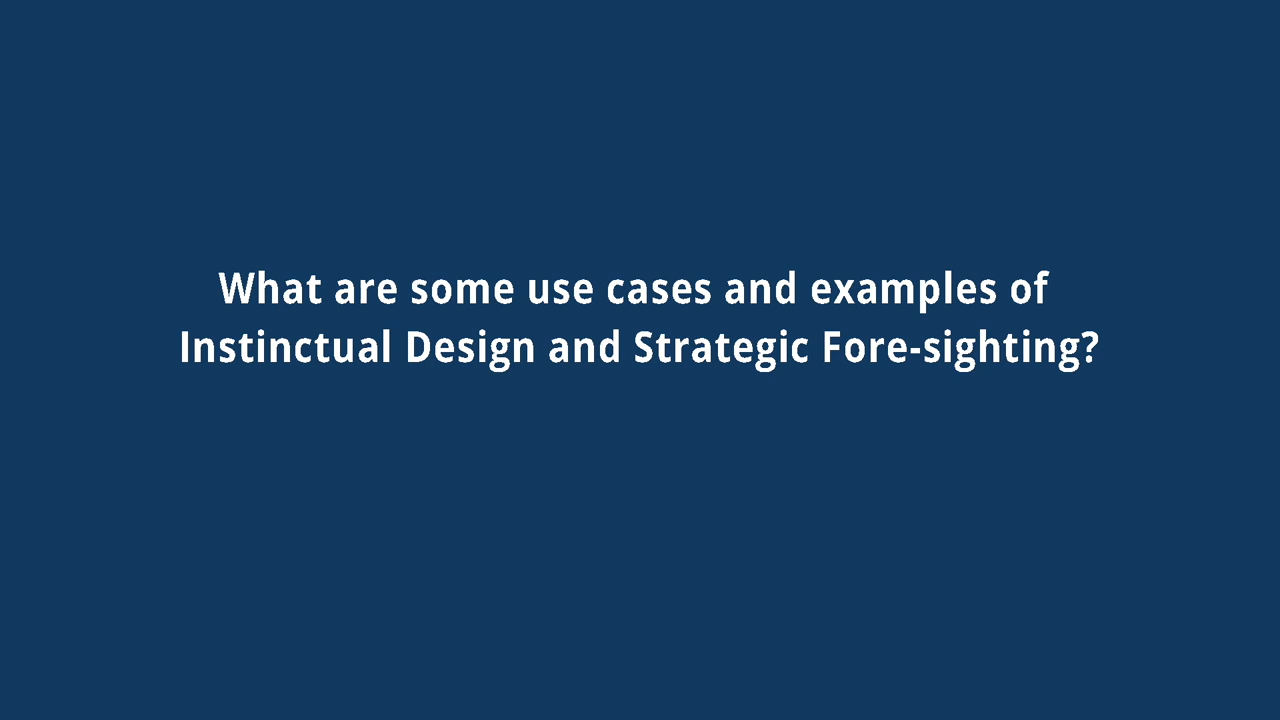 What are some use cases and examples of
Instinctual Design and Strategic Fore-sighting?